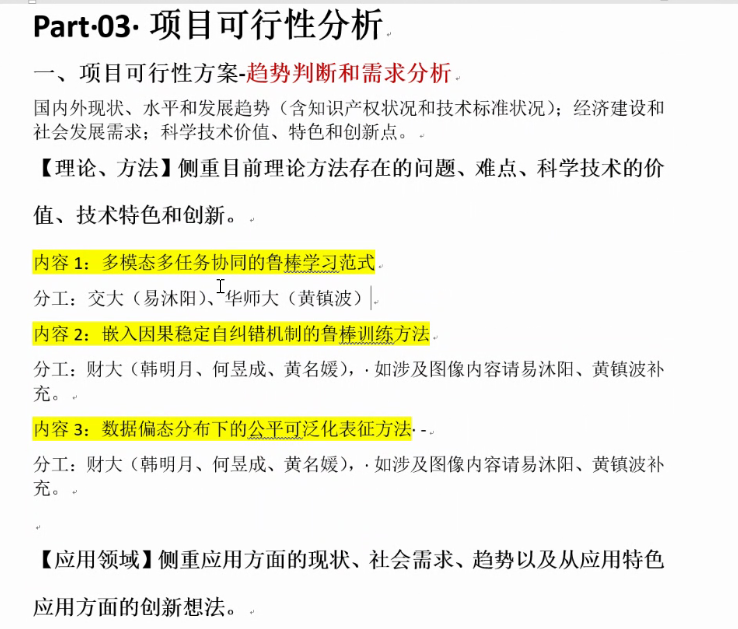 Part·03· 项目可行性分析
一、项目可行性方案-趋势判断和需求分析
国内外现状、水平和发展趋势（含知识产权状况和技术标准状况）；经济建设和
社会发展需求；科学技术价值、特色和创新点。
【理论、方法】侧重目前理论方法存在的问题、难点、科学技术的价
值、技术特色和创新。
内容 1：多模态多任务协同的鲁棒学习范式
分工：交大（易沐阳）、华师大（黄镇波）
内容 2：嵌入因果稳定自纠错机制的鲁棒训练方法
分工：财大（韩明月、何昱成、黄名媛），·如涉及图像内容请易沐阳、黄镇波补
充。
内容 3：数据偏态分布下的公平可泛化表征方法· -
分工：财大（韩明月、何昱成、黄名媛），·如涉及图像内容请易沐阳、黄镇波补
充。
【应用领域】侧重应用方面的现状、社会需求、趋势以及从应用特色
应用方面的创新想法。